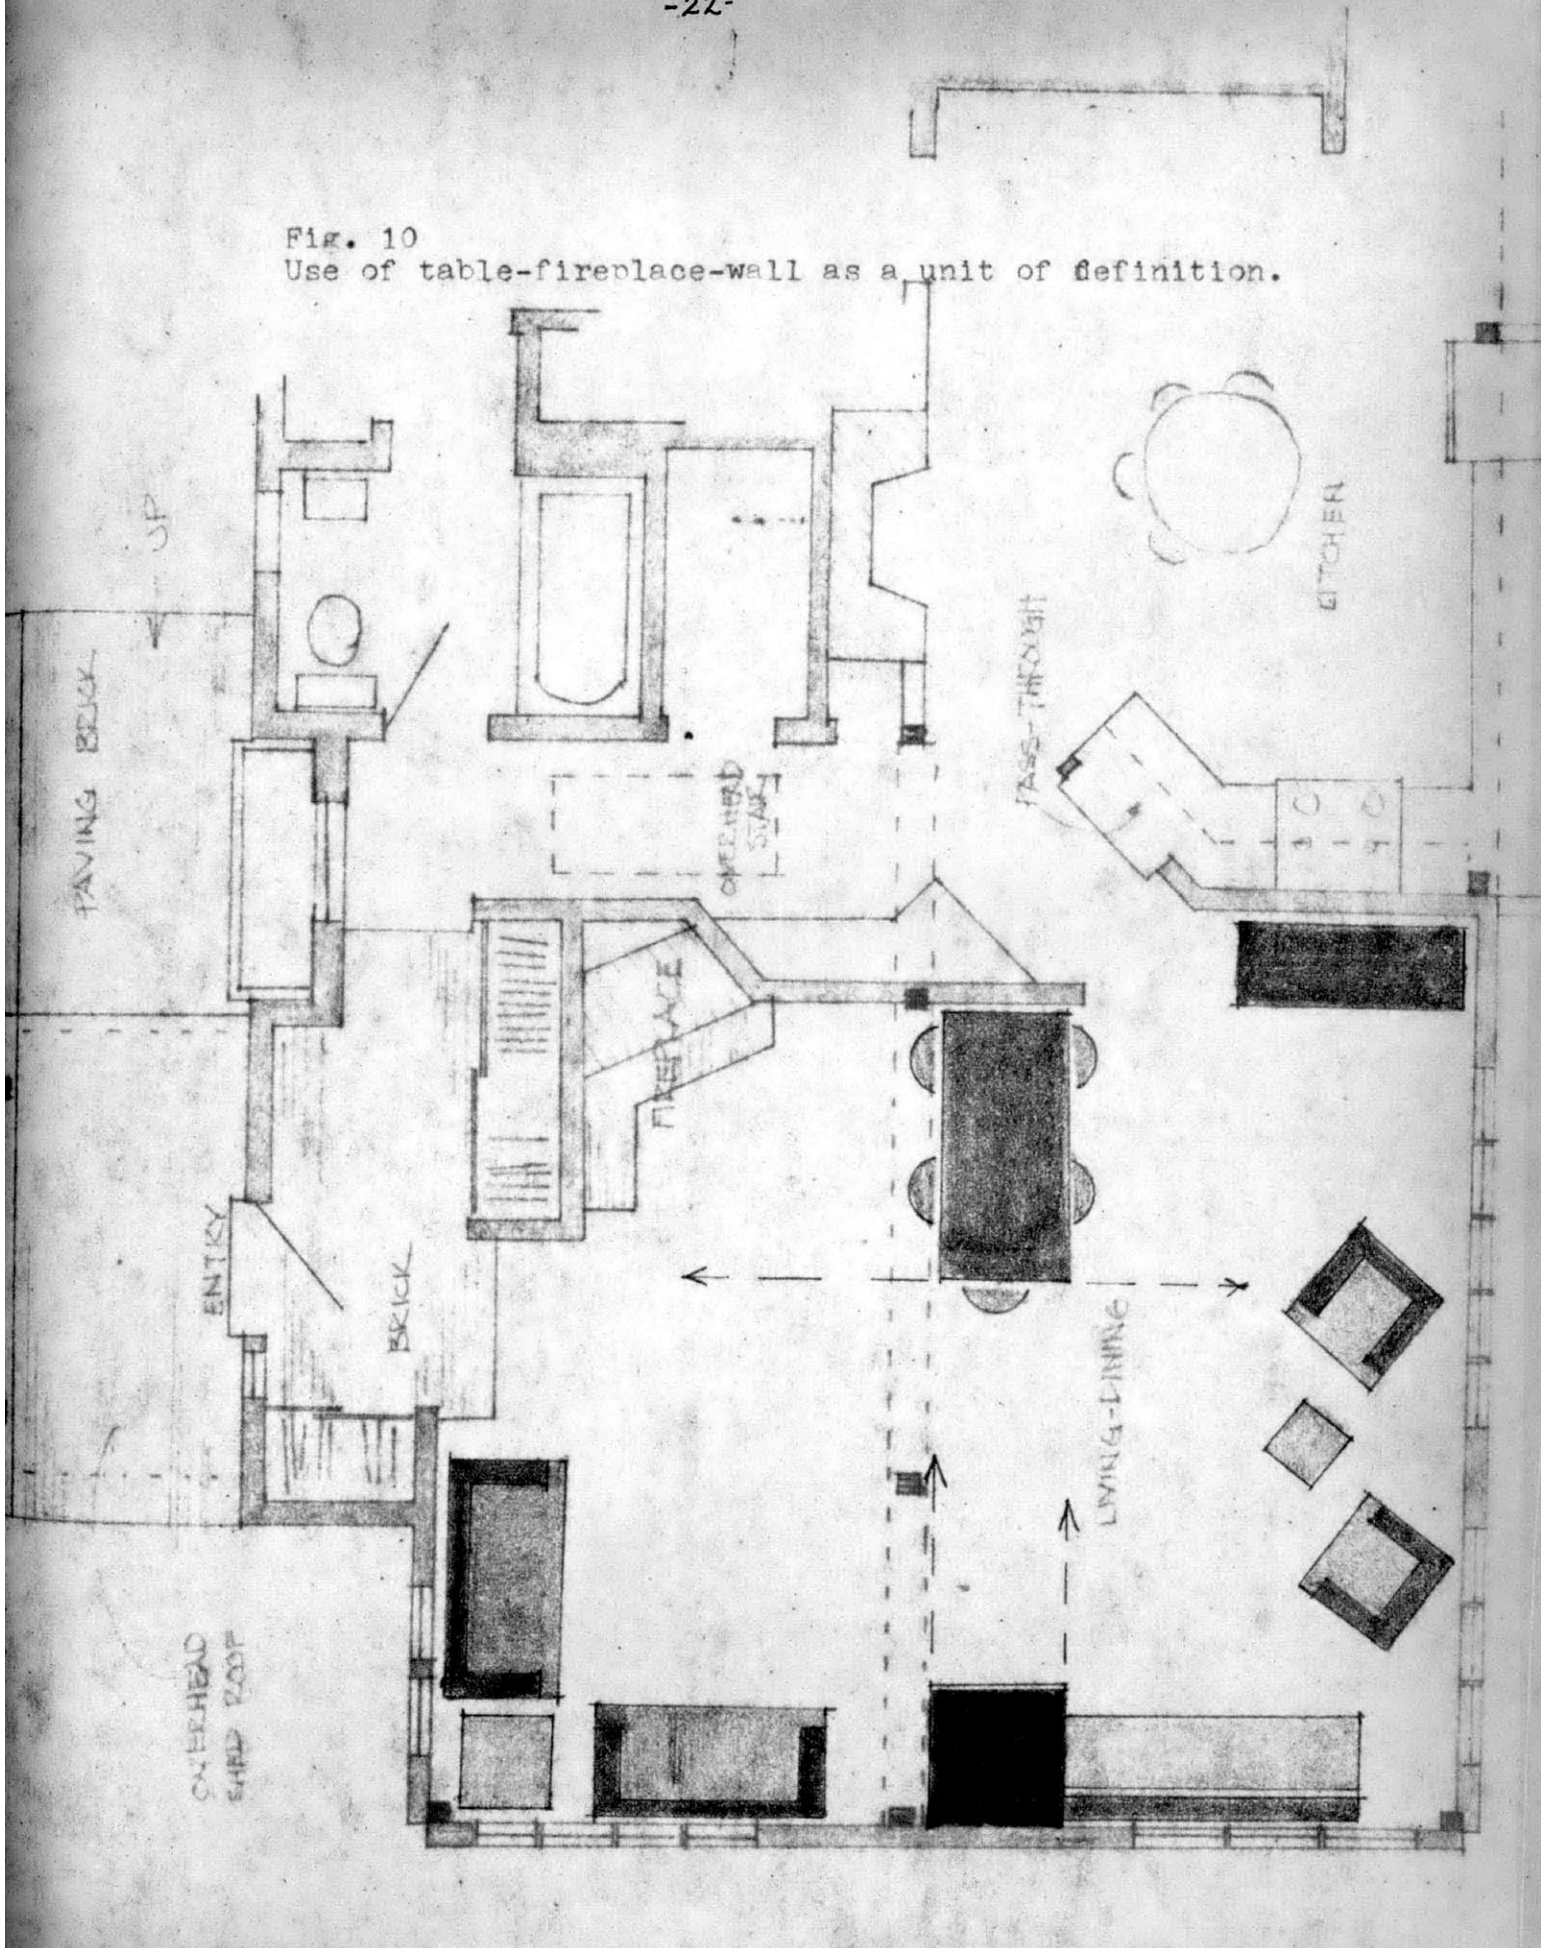 -22-
Fig. 10
Use of table-fireplace-wall as a unit of definition.
UP
PAVING BRICK
KITCHEN
PASS-THROUGH
OVERHEAD
STAIR
FIREPLACE
ENTRY
BRICK
LIVING-DINING
OVERHEAD
SHED ROOF